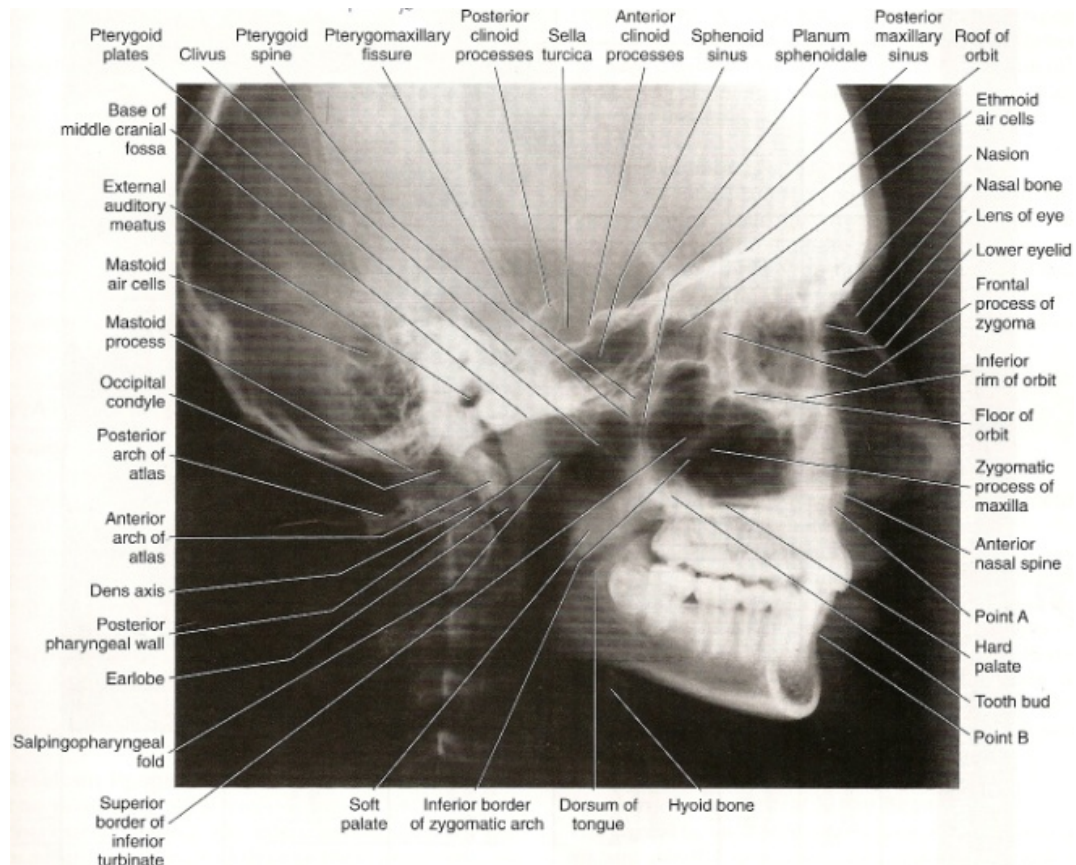 Pterygoid
plates
Clivus
Pterygoid
spine
Pterygomaxillary
fissure
Posterior
clinoid
processes
Sella
turcica
Anterior
clinoid
processes
Sphenoid
sinus
Planum
sphenoidale
Posterior
maxillary
sinus
Roof of
orbit
Base of
middle cranial
fossa
External
auditory
meatus
Mastoid
air cells
Mastoid
process
Occipital
condyle
Posterior
arch of
atlas
Anterior
arch of
atlas
Dens axis
Posterior
pharyngeal wall
Earlobe
Salpingopharyngeal
fold
Superior
border of
inferior
turbinate
Soft
palate
Inferior border
of zygomatic arch
Dorsum of
tongue
Hyoid bone
Ethmoid
air cells
Nasion
Nasal bone
Lens of eye
Lower eyelid
Frontal
process of
zygoma
Inferior
rim of orbit
Floor of
orbit
Zygomatic
process of
maxilla
Anterior
nasal spine
Point A
Hard
palate
Tooth bud
Point B